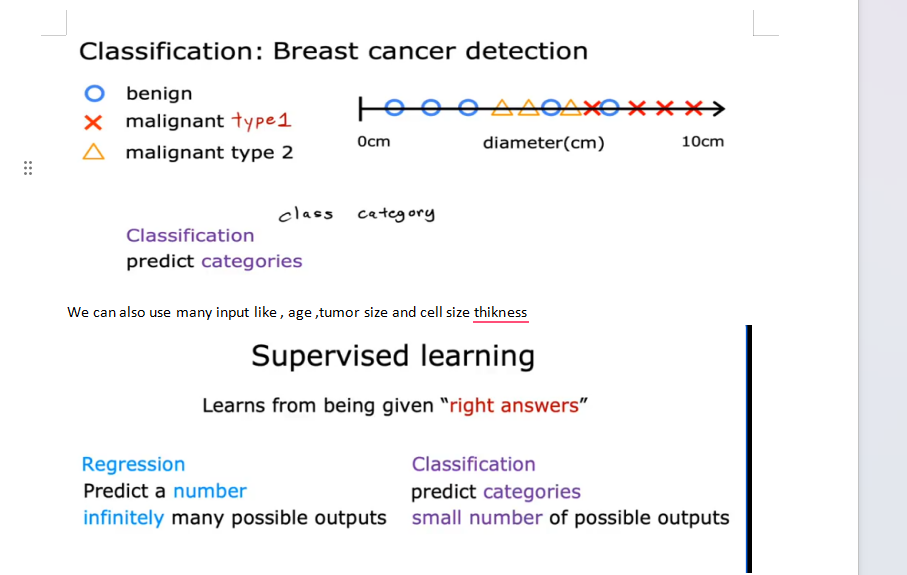 Classification: Breast cancer detection
benign
malignant type1
malignant type 2
0cm
diameter(cm)
10cm
class category
Classification
predict categories
We can also use many input like , age ,tumor size and cell size thikness
Supervised learning
Learns from being given “right answers”
Regression
Predict a number
infinitely many possible outputs
Classification
predict categories
small number of possible outputs